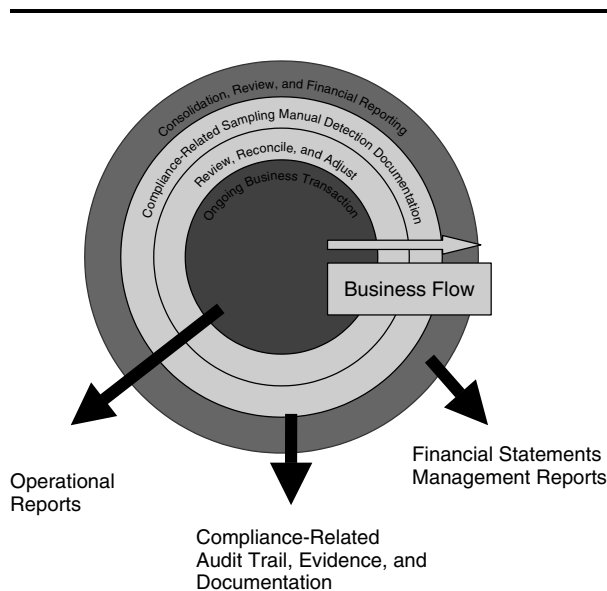 Consolidation, Review, and Financial Reporting
Compliance-Related Sampling Manual Detection Documentation
Review, Reconcile, and Adjust
Ongoing Business Transaction
Business Flow
Financial Statements
Management Reports
Operational
Reports
Compliance-Related
Audit Trail, Evidence, and
Documentation